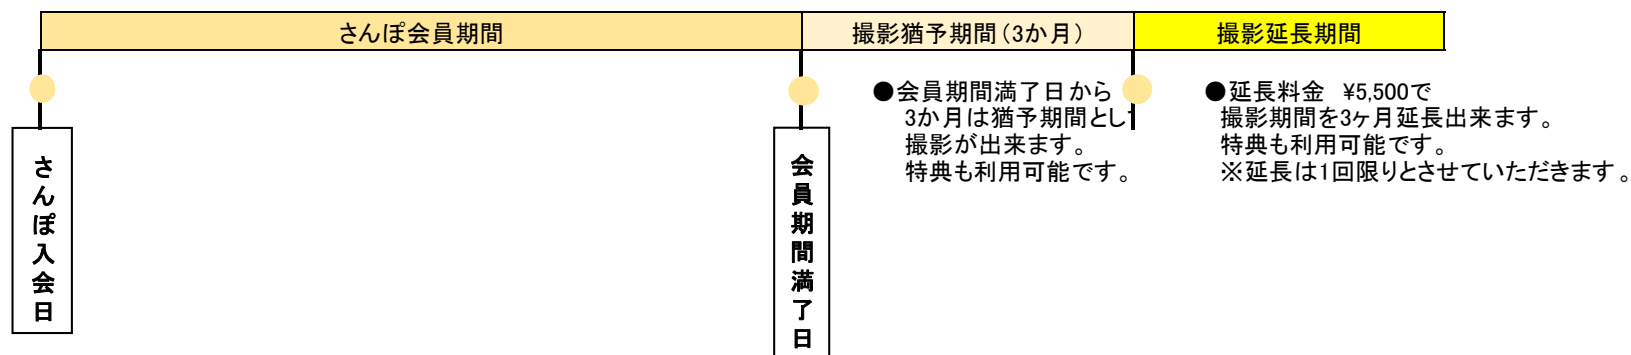 さんぽ会員期間
撮影猶予期間(3か月)
撮影延長期間
●会員期間満了日から
3か月は猶予期間とし
撮影が出来ます。
特典も利用可能です。
●延長料金 ¥5,500で
撮影期間を3ヶ月延長出来ます。
特典も利用可能です。
※延長は1回限りとさせていただきます。
さんぽ入会日
会員期間満了日